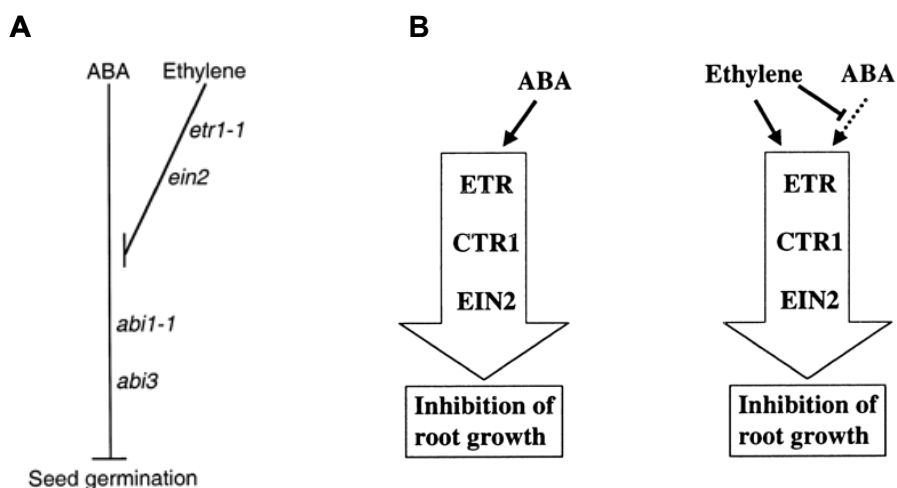 A
ABA Ethylene
etr1-1
ein2
abi1-1
abi3
Seed germination
B
ABA
ETR
CTR1
EIN2
Inhibition of
root growth
Ethylene ABA
ETR
CTR1
EIN2
Inhibition of
root growth